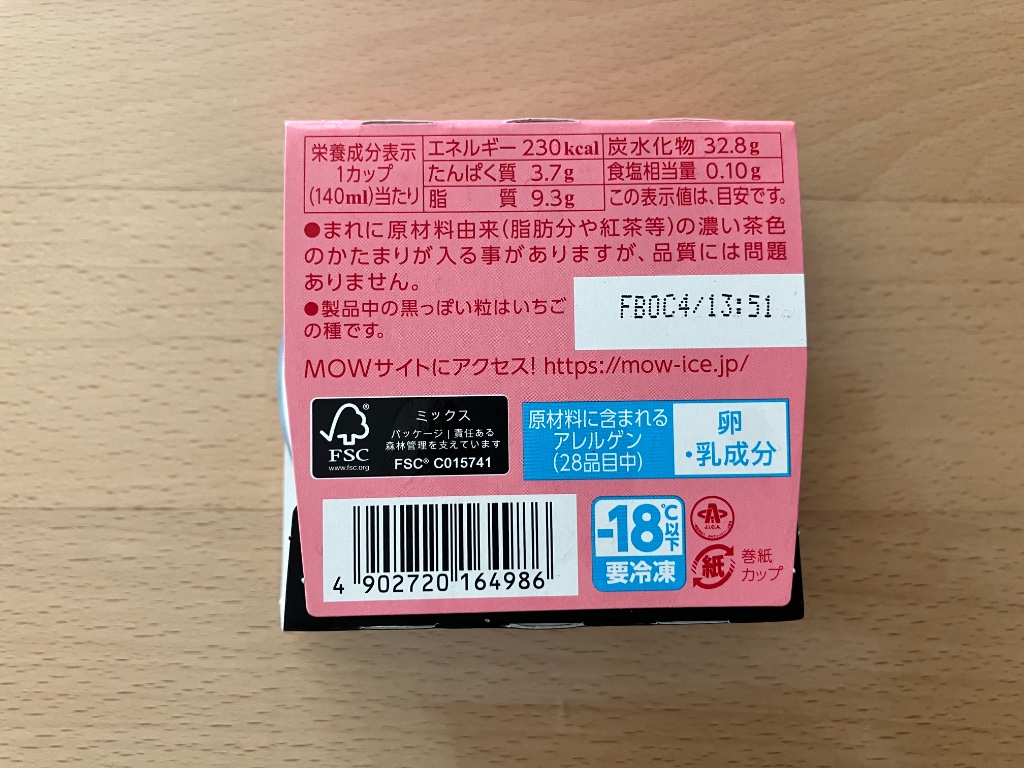 栄養成分表示
1カップ
(140ml)当たり
エネルギー 230kcal
炭水化物 32.8g
たんぱく質 3.7g
食塩相当量 0.10g
脂質 9.3g
この表示値は、目安です。
●まれに原材料由来(脂肪分や紅茶等)の濃い茶色
のかたまりが入る事がありますが、品質には問題
ありません。
●製品中の黒っぽい粒はいちご
の種です。
FB0C4/13:51
MOWサイトにアクセス! https://mow-ice.jp/
FSC®
www.fsc.org
ミックス
パッケージ|責任ある
森林管理を支えています
FSC® C015741
原材料に含まれる
アレルゲン
(28品目中)
卵
・乳成分
4 902720 164986
-18℃以下
要冷凍
J.I.C.A.
紙
巻紙
カップ